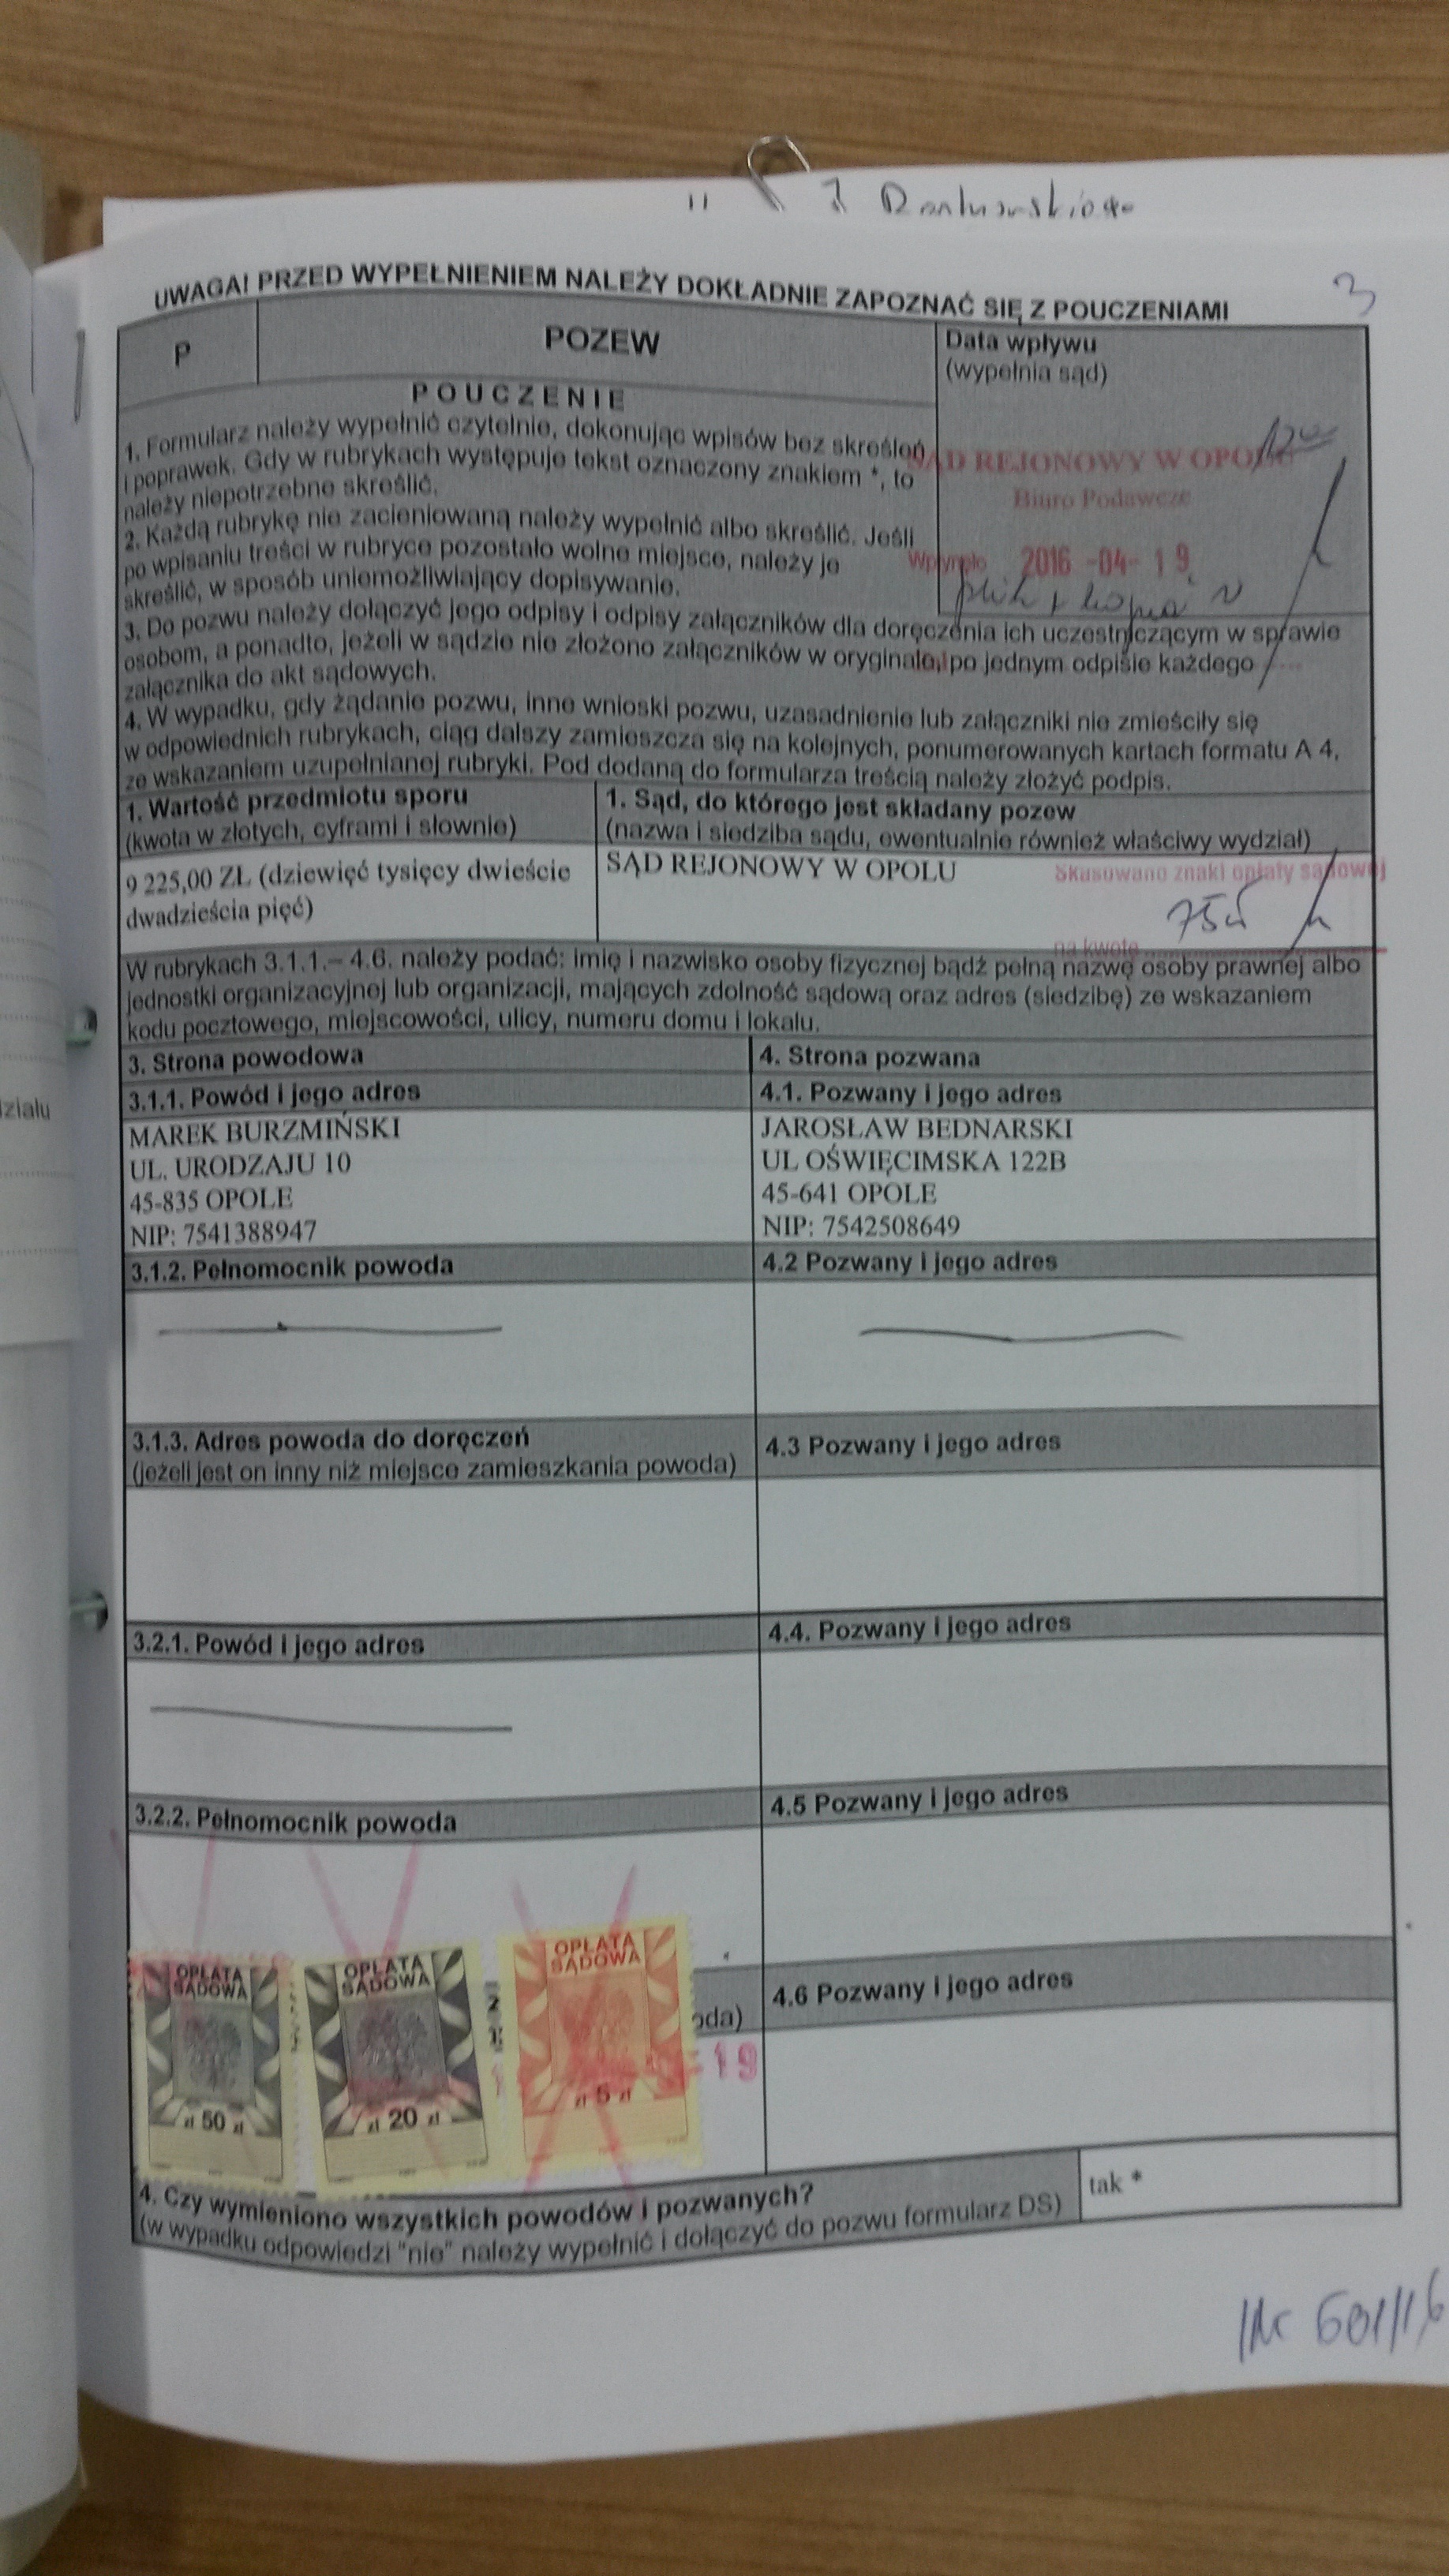 UWAGA! PRZED WYPEŁNIENIEM NALEŻY DOKŁADNIE ZAPOZNAĆ SIĘ Z POUCZENIAMI
3
P
POZEW
Data wpływu
(wypełnia sąd)
POUCZENIE
1. Formularz należy wypełnić czytelnie, dokonując wpisów bez skreśleń
i poprawek. Gdy w rubrykach występuje tekst oznaczony znakiem *, to
należy niepotrzebne skreślić.
2. Każdą rubrykę nie zacieniowaną należy wypełnić albo skreślić. Jeśli
po wpisaniu treści w rubryce pozostało wolne miejsce, należy je
skreślić, w sposób uniemożliwiający dopisywanie.
SĄD REJONOWY W OPOLU
Biuro Podawcze
Wpłynęło 2016 -04- 19
3. Do pozwu należy dołączyć jego odpisy i odpisy załączników dla doręczenia ich uczestniczącym w sprawie
osobom, a ponadto, jeżeli w sądzie nie złożono załączników w oryginale, po jednym odpisie każdego
załącznika do akt sądowych.
4. W wypadku, gdy żądanie pozwu, inne wnioski pozwu, uzasadnienie lub załączniki nie zmieściły się
w odpowiednich rubrykach, ciąg dalszy zamieszcza się na kolejnych, ponumerowanych kartach formatu A 4,
ze wskazaniem uzupełnianej rubryki. Pod dodaną do formularza treścią należy złożyć podpis.
1. Wartość przedmiotu sporu
(kwota w złotych, cyframi i słownie)
1. Sąd, do którego jest składany pozew
(nazwa i siedziba sądu, ewentualnie również właściwy wydział)
9 225,00 ZŁ (dziewięć tysięcy dwieście
dwadzieścia pięć)
SĄD REJONOWY W OPOLU
Skasowano znaki opłaty sądowej
na kwotę 75zł
W rubrykach 3.1.1.– 4.6. należy podać: imię i nazwisko osoby fizycznej bądź pełną nazwę osoby prawnej albo
jednostki organizacyjnej lub organizacji, mających zdolność sądową oraz adres (siedzibę) ze wskazaniem
kodu pocztowego, miejscowości, ulicy, numeru domu i lokalu.
3. Strona powodowa
4. Strona pozwana
3.1.1. Powód i jego adres
4.1. Pozwany i jego adres
MAREK BURZMIŃSKI
UL. URODZAJU 10
45-835 OPOLE
NIP: 7541388947
JAROSŁAW BEDNARSKI
UL OŚWIĘCIMSKA 122B
45-641 OPOLE
NIP: 7542508649
3.1.2. Pełnomocnik powoda
4.2 Pozwany i jego adres
3.1.3. Adres powoda do doręczeń
(jeżeli jest on inny niż miejsce zamieszkania powoda)
4.3 Pozwany i jego adres
3.2.1. Powód i jego adres
4.4. Pozwany i jego adres
3.2.2. Pełnomocnik powoda
4.5 Pozwany i jego adres
OPŁATA
SĄDOWA
zł 50 zł
OPŁATA
SĄDOWA
zł 20 zł
OPŁATA
SĄDOWA
zł 5 zł
19
4.6 Pozwany i jego adres
4. Czy wymieniono wszystkich powodów i pozwanych?
(w wypadku odpowiedzi "nie" należy wypełnić i dołączyć do pozwu formularz DS)
tak *